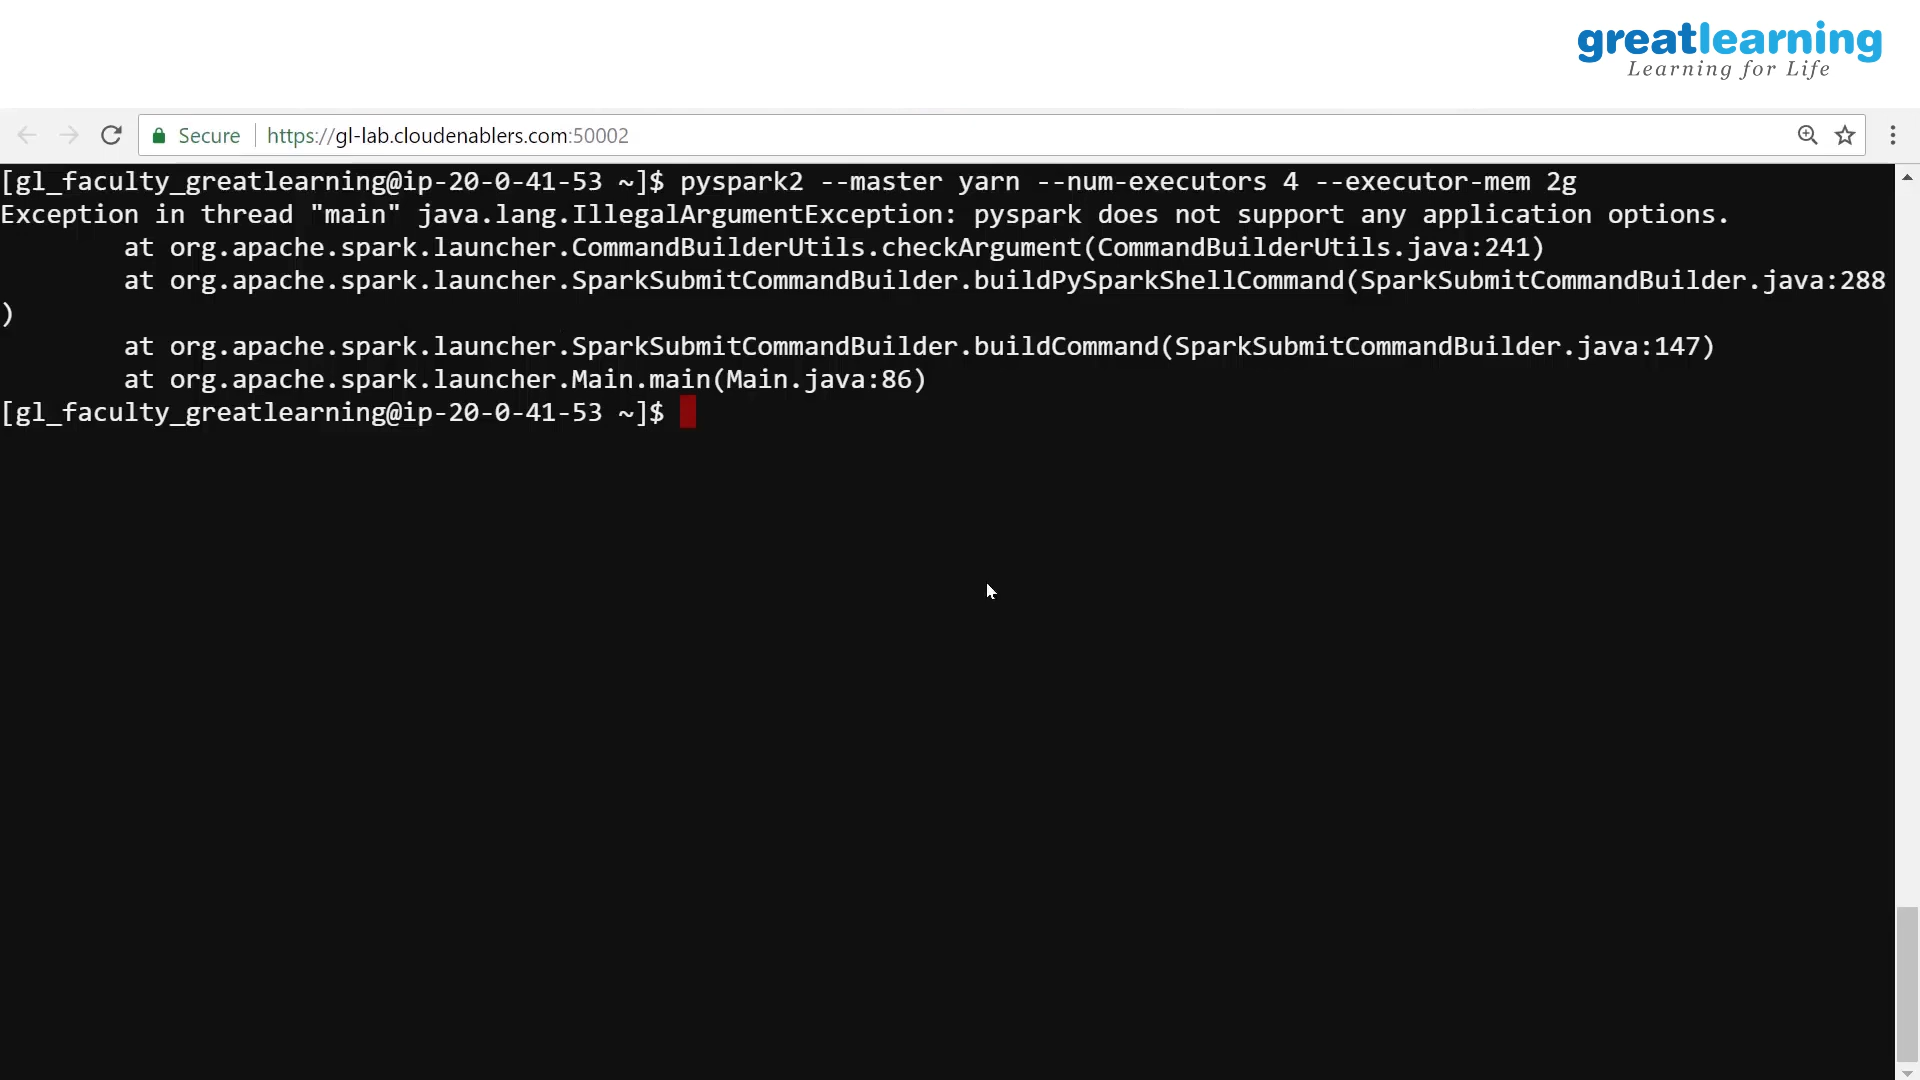 greatlearning
Learning for Life
Secure https://gl-lab.cloudenablers.com:50002
[gl_faculty_greatlearning@ip-20-0-41-53 ~]$ pyspark2 --master yarn --num-executors 4 --executor-mem 2g
Exception in thread "main" java.lang.IllegalArgumentException: pyspark does not support any application options.
        at org.apache.spark.launcher.CommandBuilderUtils.checkArgument(CommandBuilderUtils.java:241)
        at org.apache.spark.launcher.SparkSubmitCommandBuilder.buildPySparkShellCommand(SparkSubmitCommandBuilder.java:288
)
        at org.apache.spark.launcher.SparkSubmitCommandBuilder.buildCommand(SparkSubmitCommandBuilder.java:147)
        at org.apache.spark.launcher.Main.main(Main.java:86)
[gl_faculty_greatlearning@ip-20-0-41-53 ~]$